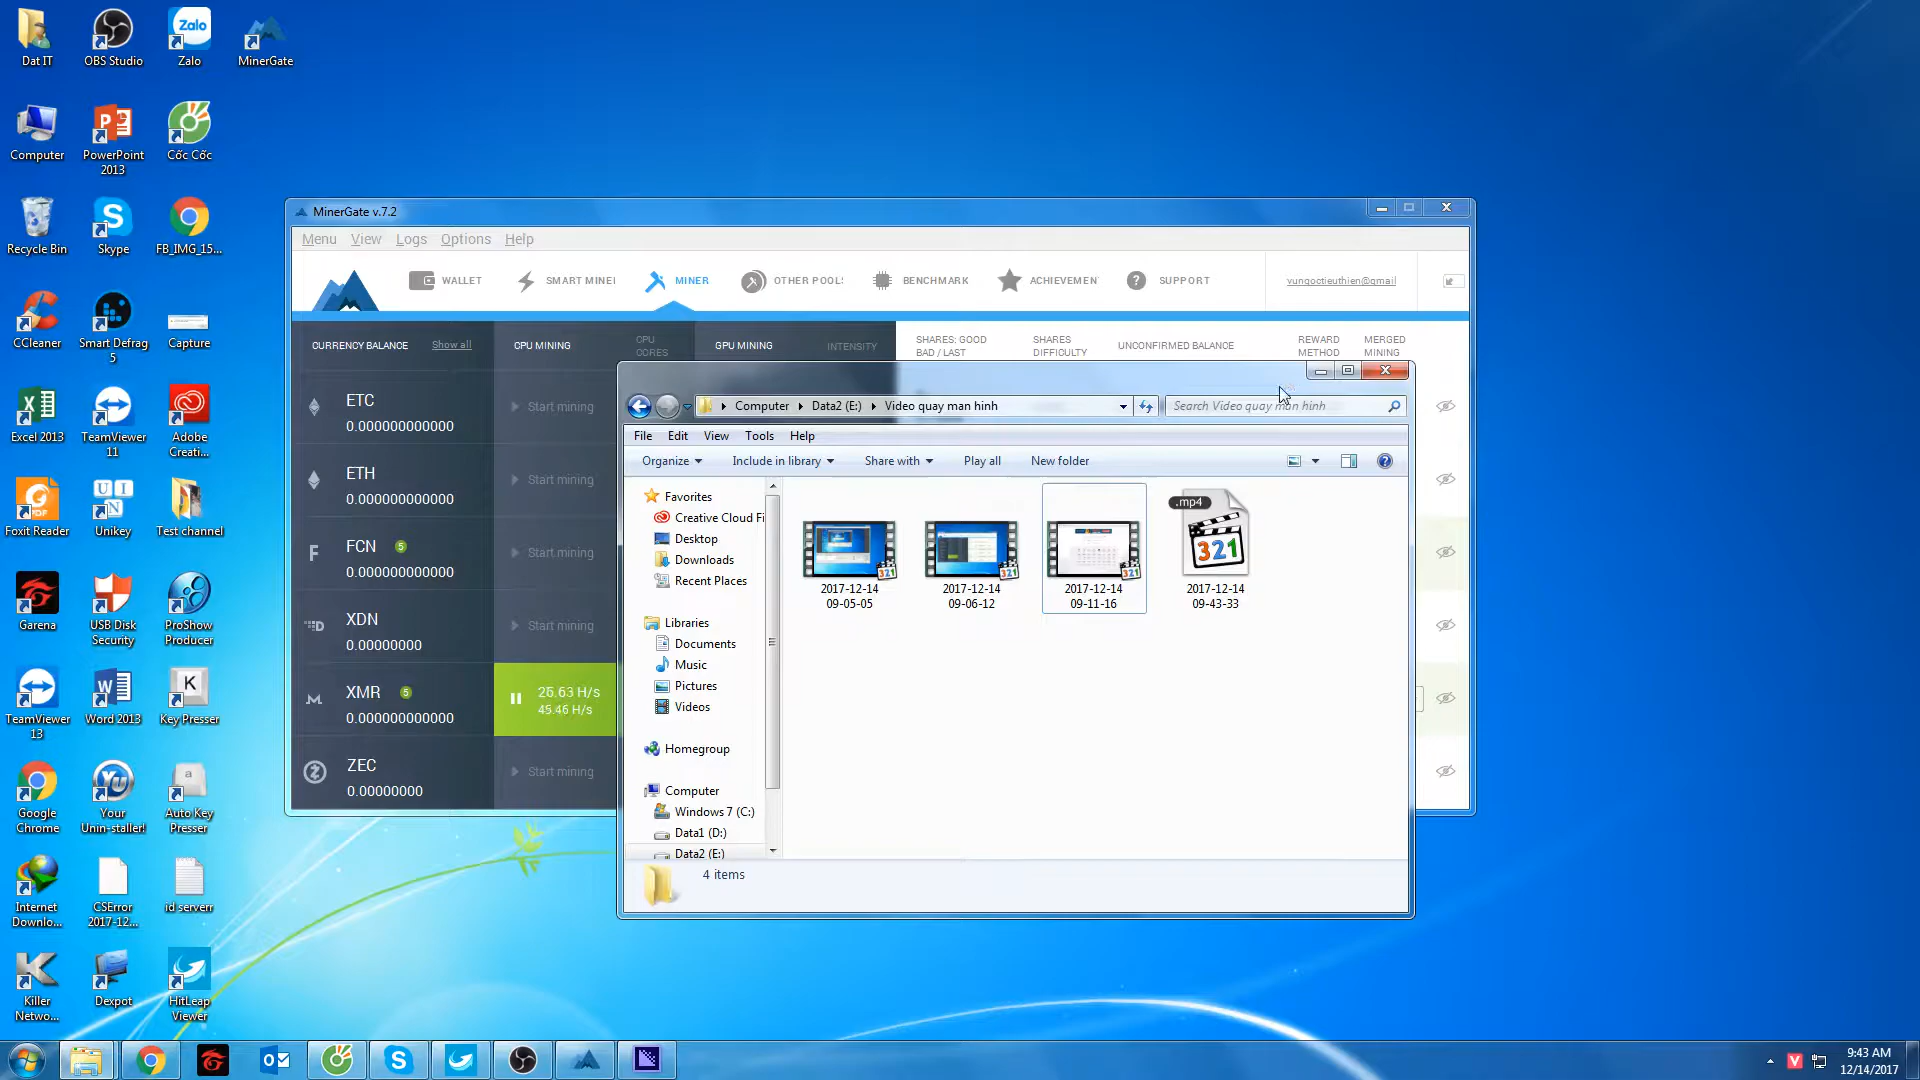 Dat IT
OBS Studio
Zalo
Zalo
MinerGate
Computer
PowerPoint
2013
Cốc Cốc
Recycle Bin
Skype
FB_IMG_15...
CCleaner
Smart Defrag
5
Capture
Excel 2013
TeamViewer
11
Adobe
Creati...
Foxit Reader
Unikey
Test channel
Garena
USB Disk
Security
ProShow
Producer
TeamViewer
13
Word 2013
Key Presser
Google
Chrome
Your
Unin-staller!
Auto Key
Presser
Internet
Downlo...
CSError
2017-12...
id serverr
Killer
Netwo...
Dexpot
HitLeap
Viewer
MinerGate v.7.2
Menu View Logs Options Help
WALLET
SMART MINE
MINER
OTHER POOL
BENCHMARK
ACHIEVEMEN
SUPPORT
vungoctieuthien@gmail
CURRENCY BALANCE Show all
CPU MINING
CPU
CORES
GPU MINING
INTENSITY
SHARES: GOOD
BAD / LAST
SHARES
DIFFICULTY
UNCONFIRMED BALANCE
REWARD
METHOD
MERGED
MINING
ETC
0.000000000000
Start mining
ETH
0.000000000000
Start mining
FCN 5
0.000000000000
Start mining
XDN
0.00000000
Start mining
XMR 5
0.000000000000
45.46 H/s
ZEC
0.00000000
Start mining
Computer Data2 (E:) Video quay man hinh
Search Video quay man hinh
File Edit View Tools Help
Organize Include in library Share with Play all New folder
Favorites
Creative Cloud Fi
Desktop
Downloads
Recent Places
Libraries
Documents
Music
Pictures
Videos
Homegroup
Computer
Windows 7 (C:)
Data1 (D:)
Data2 (E:)
2017-12-14
09-05-05
2017-12-14
09-06-12
2017-12-14
09-11-16
.mp4
321
2017-12-14
09-43-33
4 items
9:43 AM
12/14/2017